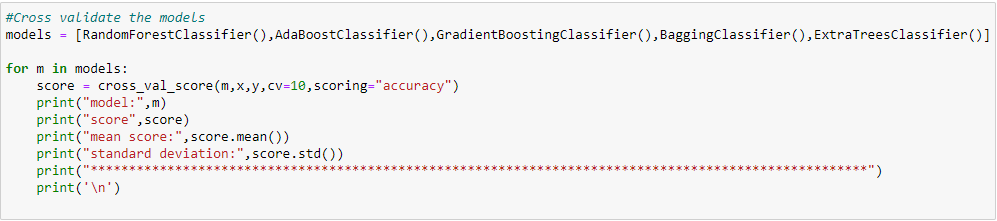 #Cross validate the models
models = [RandomForestClassifier(),AdaBoostClassifier(),GradientBoostingClassifier(),BaggingClassifier(),ExtraTreesClassifier()]
for m in models:
    score = cross_val_score(m,x,y,cv=10,scoring="accuracy")
    print("model:",m)
    print("score",score)
    print("mean score:",score.mean())
    print("standard deviation:",score.std())
    print("*****************************************************************************************************")
    print('\n')